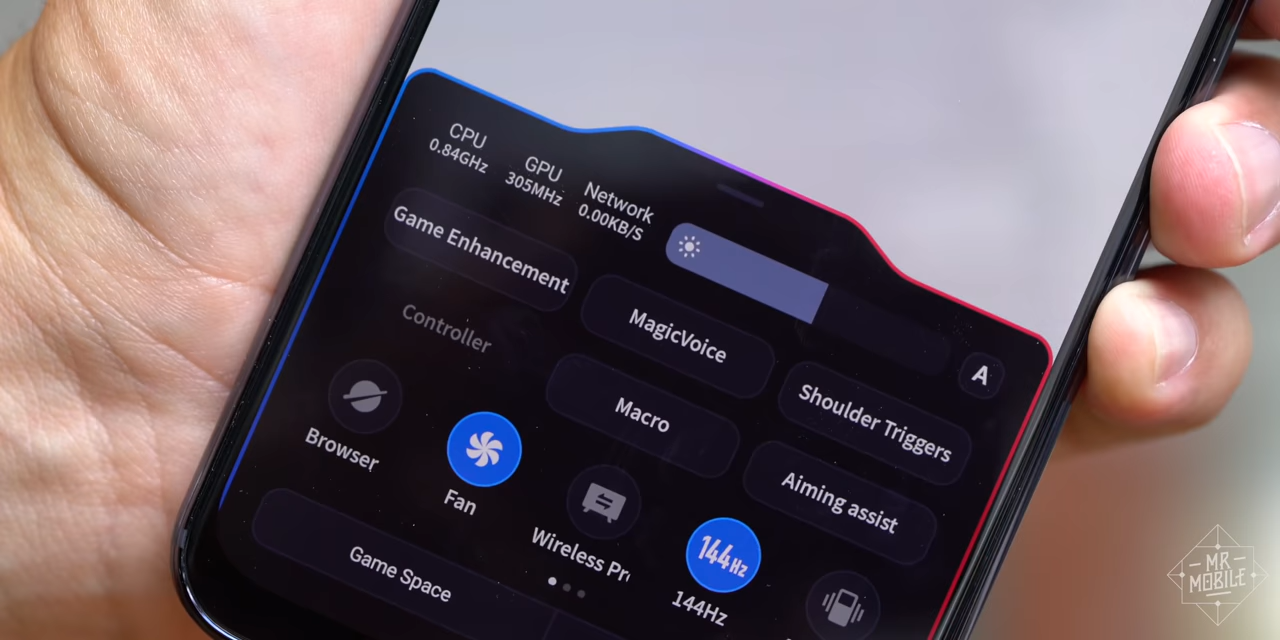 CPU
0.84GHz
GPU
305MHz
Network
0.00KB/S
A
Game Enhancement
MagicVoice
Shoulder Triggers
Controller
Macro
Aiming assist
Browser
Fan
Wireless Pr
144Hz
144Hz
Game Space
MR
MOBILE